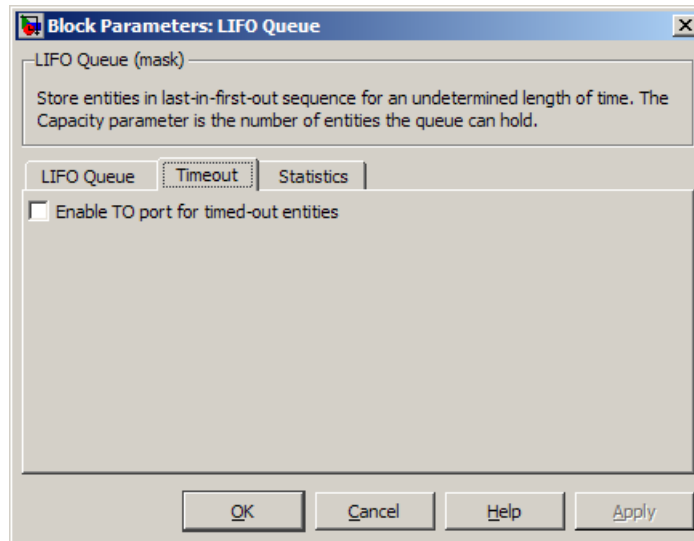 Block Parameters: LIFO Queue
LIFO Queue (mask)
Store entities in last-in-first-out sequence for an undetermined length of time. The
Capacity parameter is the number of entities the queue can hold.
LIFO Queue Timeout Statistics
Enable TO port for timed-out entities
OK Cancel Help Apply